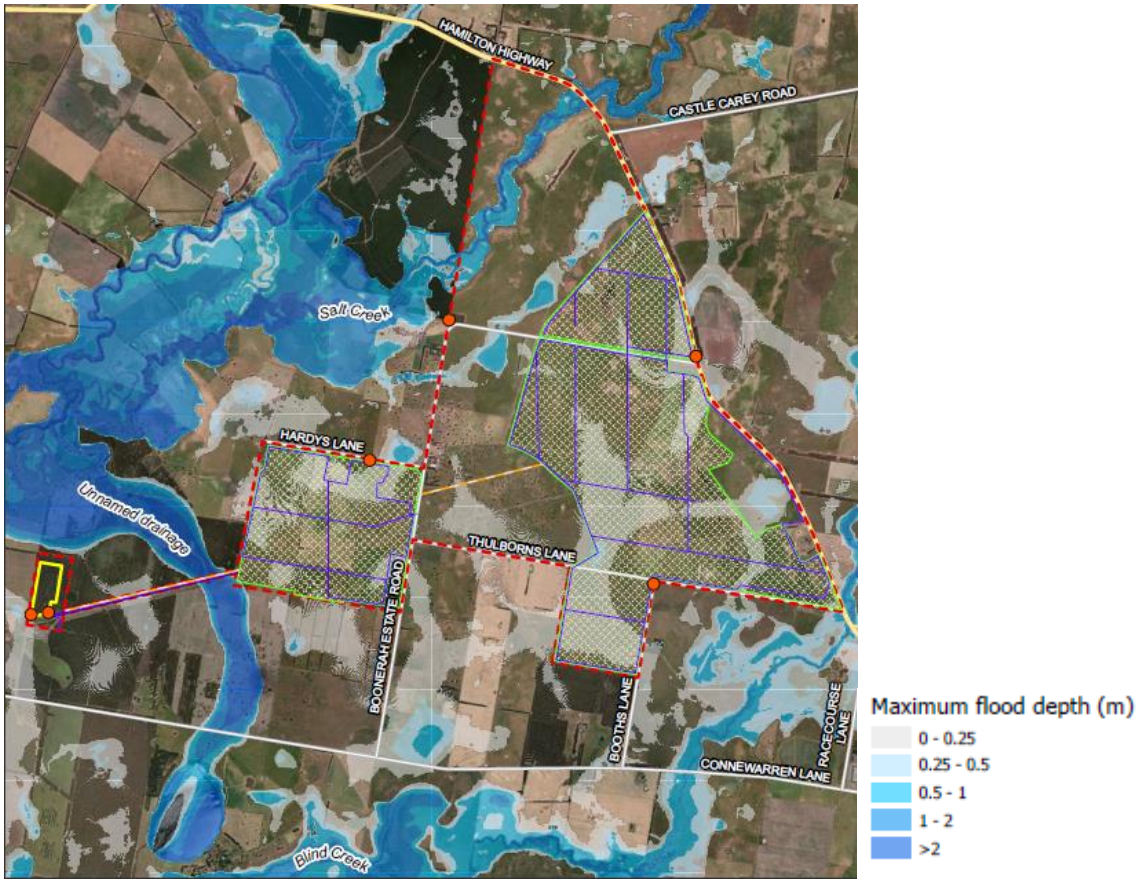 HAMILTON HIGHWAY
CASTLE CAREY ROAD
Salt Creek
HARDYS LANE
Unnamed drainage
THULBORNS LANE
BOONERAH ESTATE ROAD
BOOTHS LANE
RACECOURSE
LANE
CONNEWARREN LANE
Blind Creek
Maximum flood depth (m)
0 - 0.25
0.25 - 0.5
0.5 - 1
1 - 2
>2